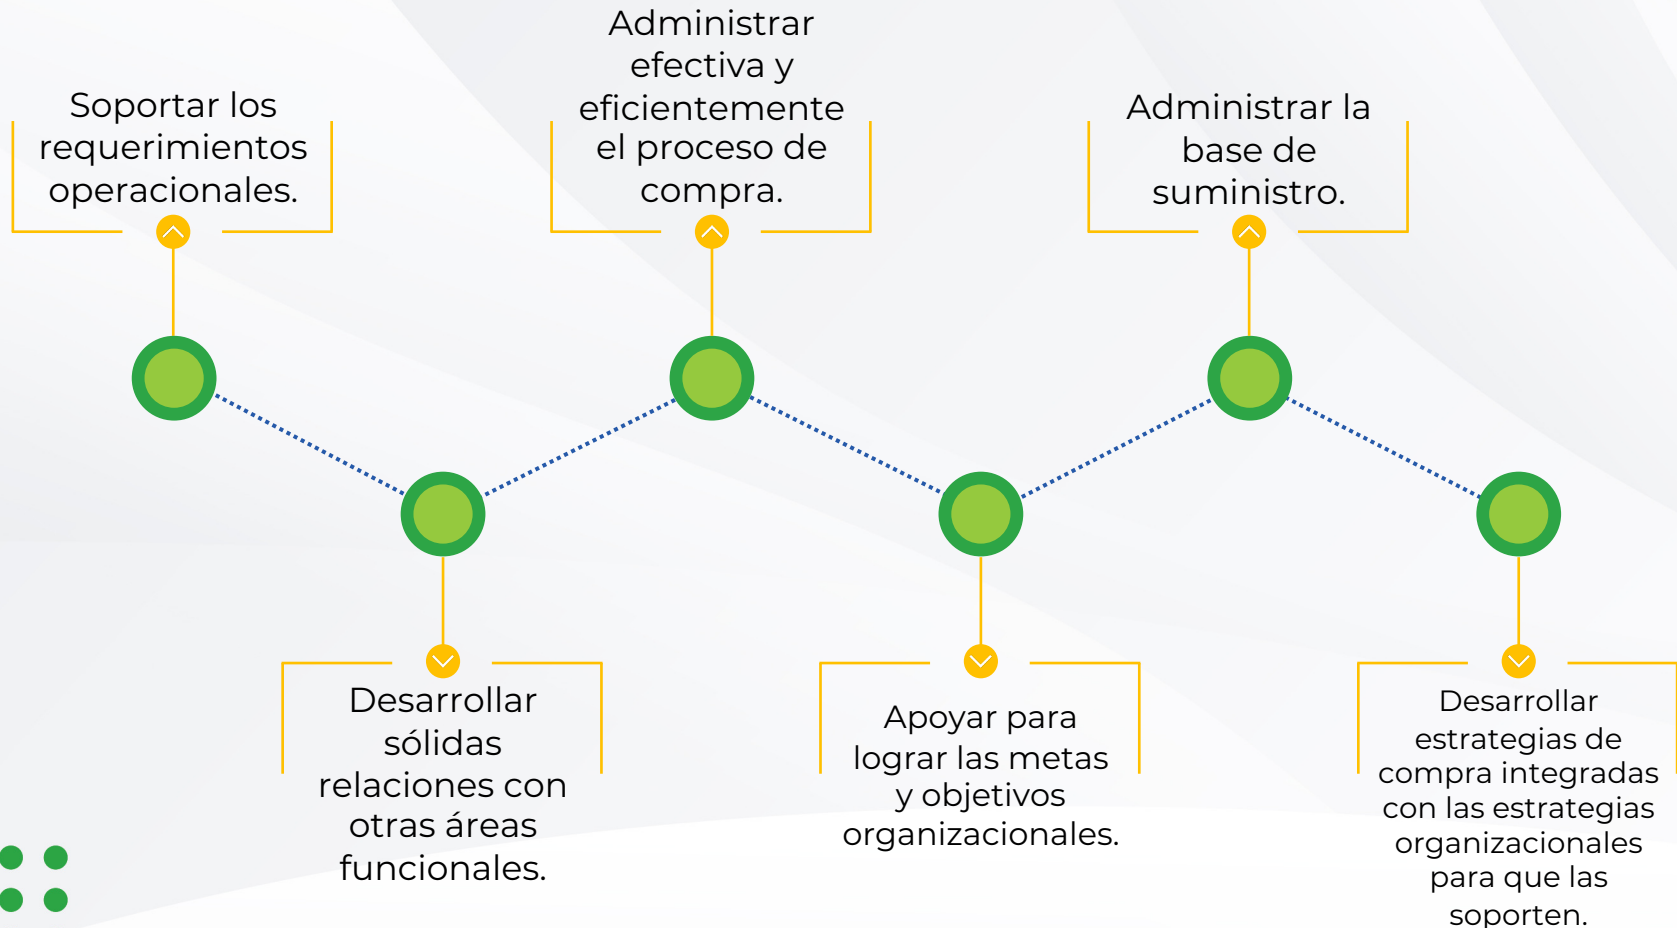 Soportar los
requerimientos
operacionales.
Administrar
efectiva y
eficientemente
el proceso de
compra.
Administrar la
base de
suministro.
Desarrollar
sólidas
relaciones con
otras áreas
funcionales.
Apoyar para
lograr las metas
y objetivos
organizacionales.
Desarrollar
estrategias de
compra integradas
con las estrategias
organizacionales
para que las
soporten.